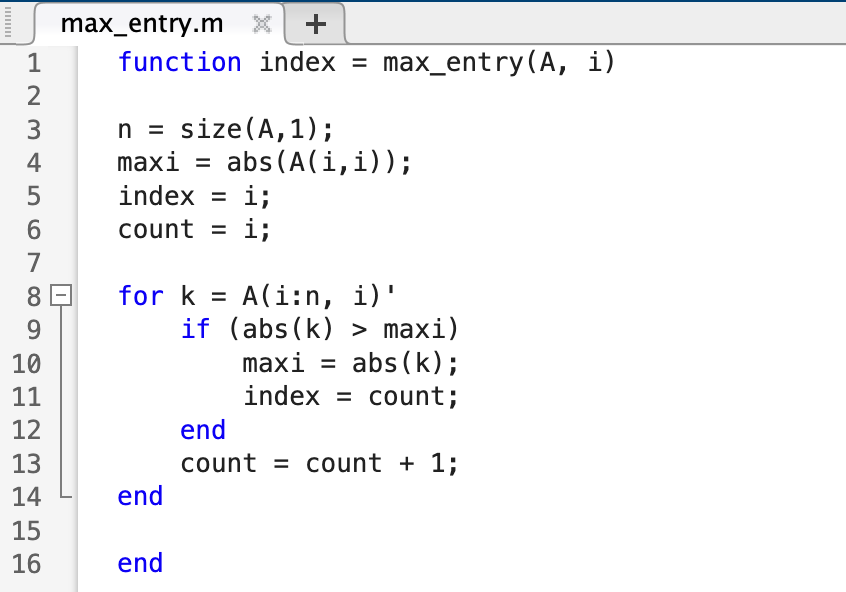 max_entry.m
+
1 function index = max_entry(A, i)
2
3 n = size(A,1);
4 maxi = abs(A(i,i));
5 index = i;
6 count = i;
7
8 for k = A(i:n, i)'
9 if (abs(k) > maxi)
10 maxi = abs(k);
11 index = count;
12 end
13 count = count + 1;
14 end
15
16 end